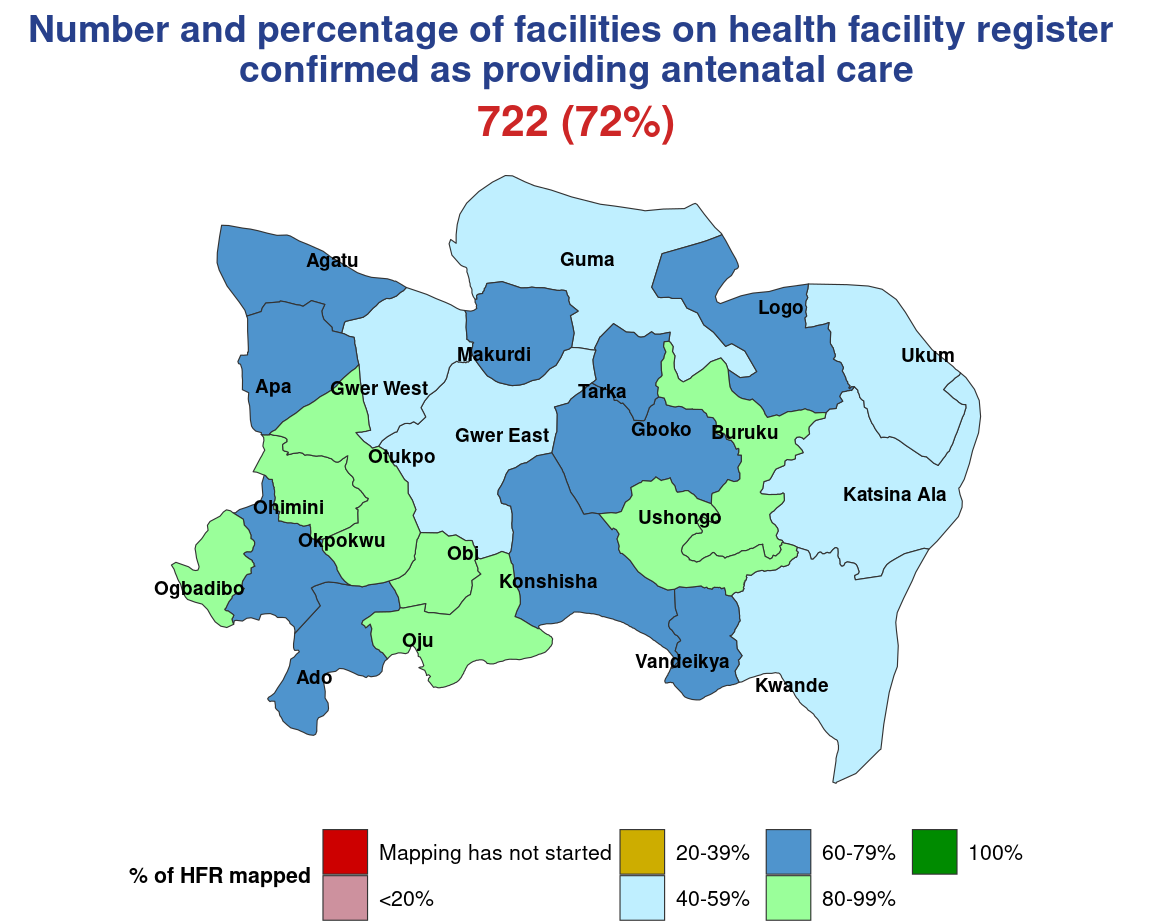 Number and percentage of facilities on health facility register
confirmed as providing antenatal care
722 (72%)
Agatu
Guma
Logo
Makurdi
Ukum
Apa
Gwer West
Tarka
Gboko
Buruku
Gwer East
Otukpo
Katsina Ala
Ohimini
Ushongo
Okpokwu
Obi
Konshisha
Ogbadibo
Oju
Vandeikya
Ado
Kwande
% of HFR mapped
Mapping has not started
<20%
20-39%
40-59%
60-79%
80-99%
100%